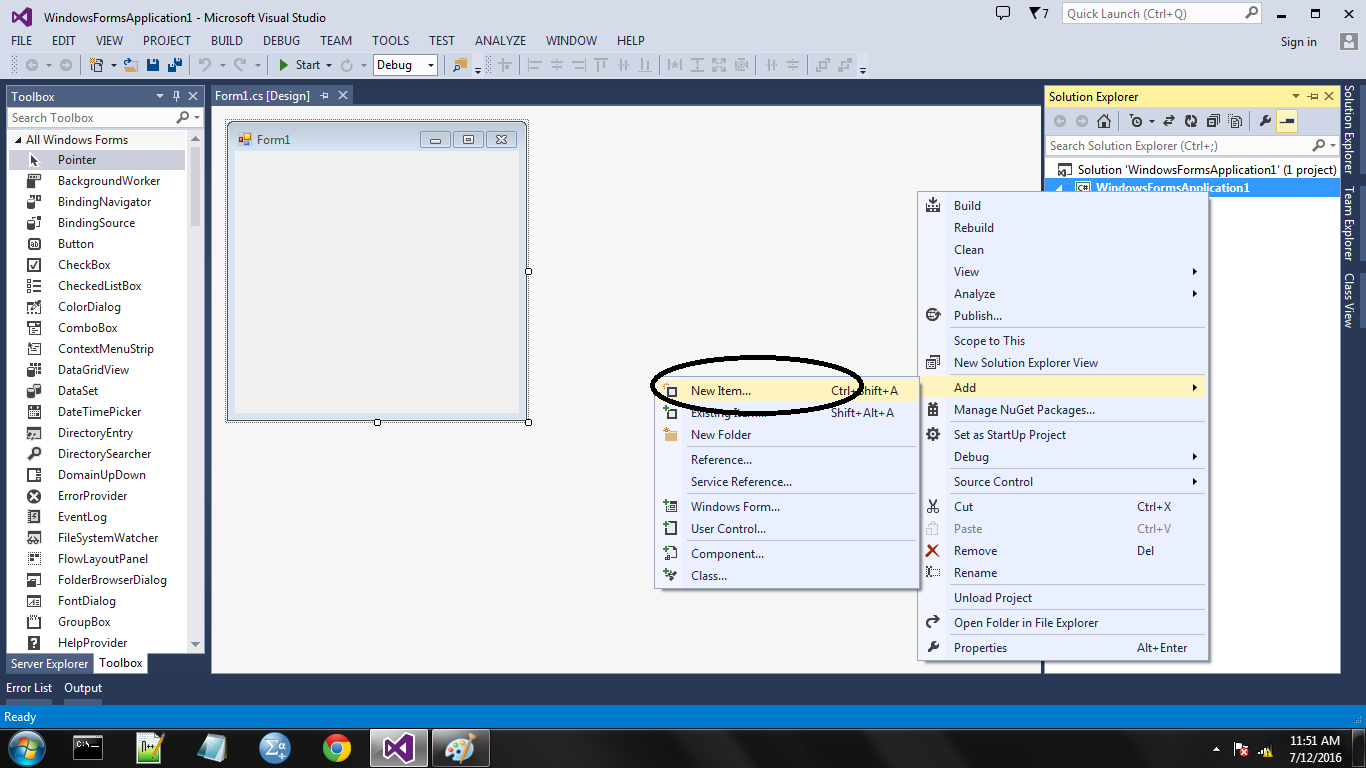 WindowsFormsApplication1 - Microsoft Visual Studio
7
Quick Launch (Ctrl+Q)
FILE EDIT VIEW PROJECT BUILD DEBUG TEAM TOOLS TEST ANALYZE WINDOW HELP
Sign in
Start
Debug
Toolbox
Search Toolbox
All Windows Forms
Pointer
BackgroundWorker
BindingNavigator
BindingSource
Button
CheckBox
CheckedListBox
ColorDialog
ComboBox
ContextMenuStrip
DataGridView
DataSet
DateTimePicker
DirectoryEntry
DirectorySearcher
DomainUpDown
ErrorProvider
EventLog
FileSystemWatcher
FlowLayoutPanel
FolderBrowserDialog
FontDialog
GroupBox
HelpProvider
Server Explorer Toolbox
Form1.cs [Design]
Form1
New Item... Ctrl+Shift+A
Existing Item... Shift+Alt+A
New Folder
Reference...
Service Reference...
Windows Form...
User Control...
Component...
Class...
Build
Rebuild
Clean
View
Analyze
Publish...
Scope to This
New Solution Explorer View
Add
Manage NuGet Packages...
Set as StartUp Project
Debug
Source Control
Cut Ctrl+X
Paste Ctrl+V
Remove Del
Rename
Unload Project
Open Folder in File Explorer
Properties Alt+Enter
Solution Explorer
Search Solution Explorer (Ctrl+;)
Solution 'WindowsFormsApplication1' (1 project)
C# WindowsFormsApplication1
Solution Explorer
Team Explorer
Class View
Error List Output
Ready
11:51 AM
7/12/2016